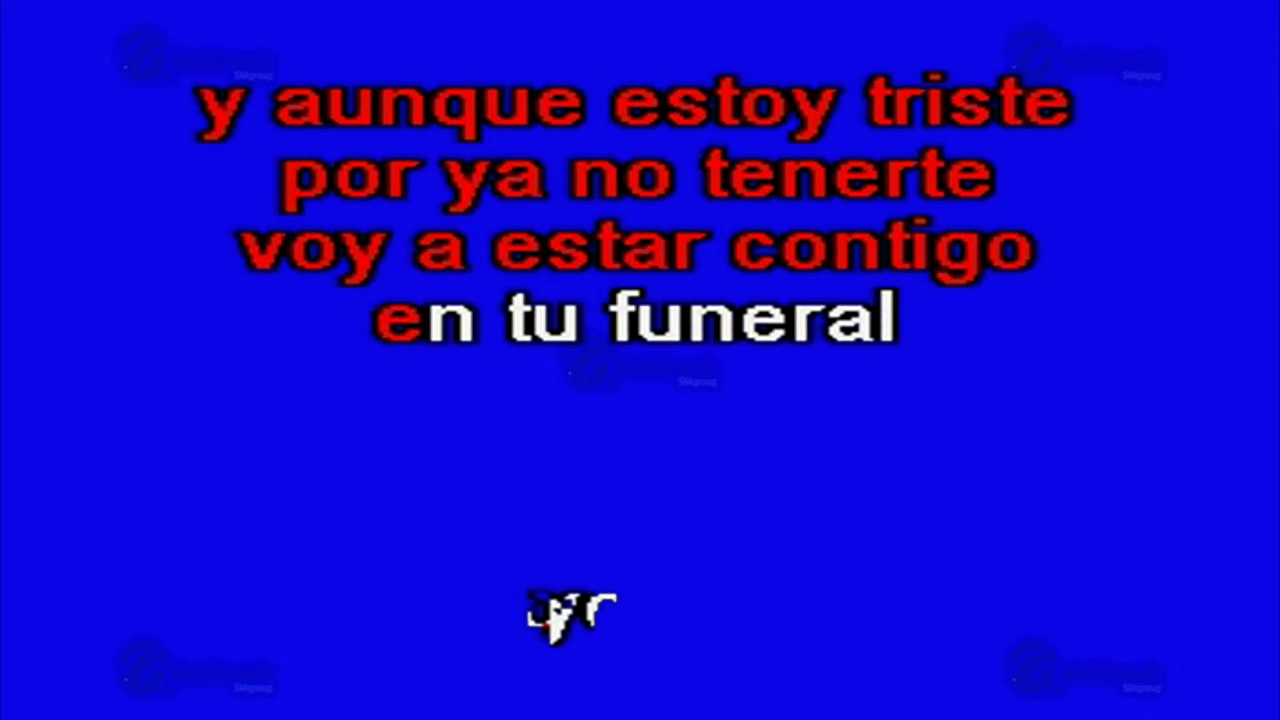 y aunque estoy triste
por ya no tenerte
voy a estar contigo
en tu funeral